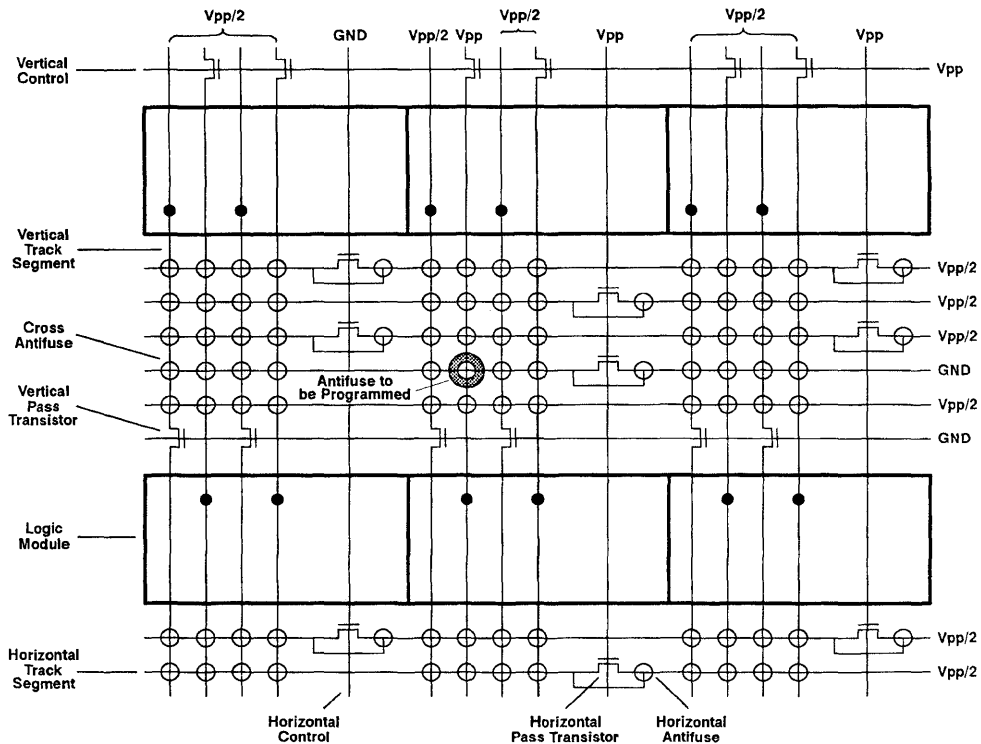 Vpp/2
Vpp/2
Vpp/2
GND
Vpp/2 Vpp
Vpp
Vpp
Vertical
Control
Vpp
Vertical
Track
Segment
Vpp/2
Vpp/2
Cross
Antifuse
Vpp/2
GND
Antifuse to
be Programmed
Vertical
Pass
Transistor
Vpp/2
GND
Logic
Module
Vpp/2
Horizontal
Track
Segment
Vpp/2
Horizontal
Control
Horizontal
Pass Transistor
Horizontal
Antifuse